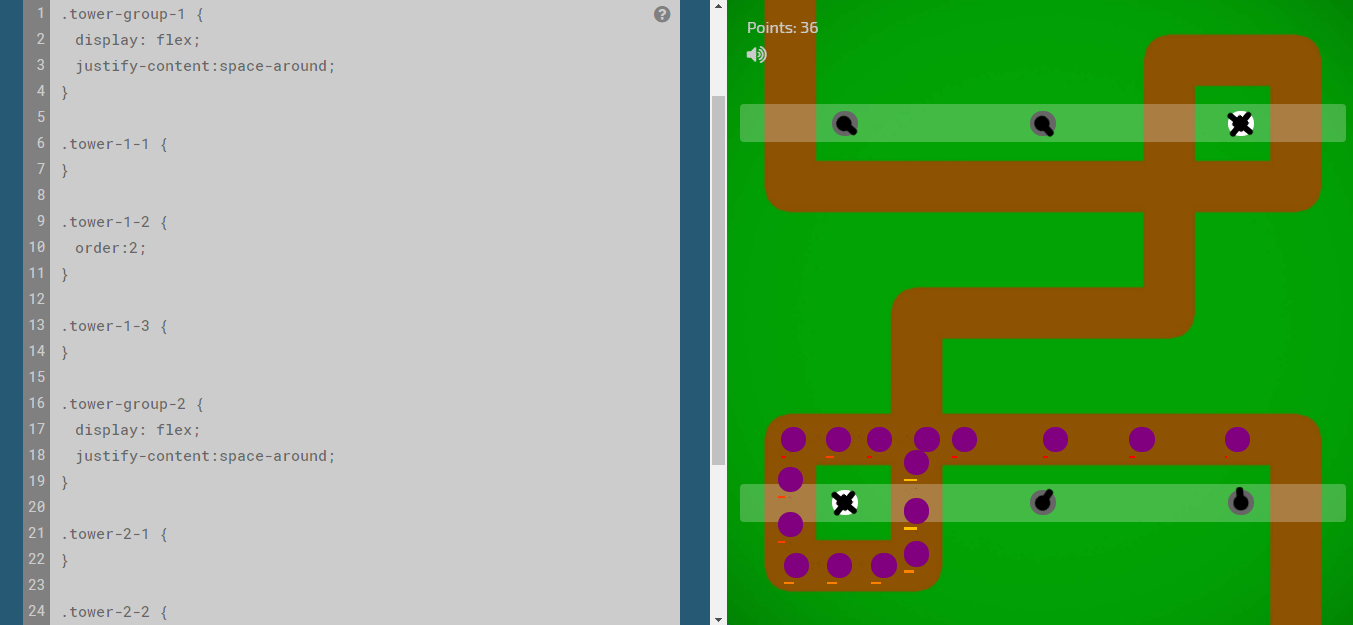 1 .tower-group-1 {
2 display: flex;
3 justify-content:space-around;
4 }
5
6 .tower-1-1 {
7 }
8
9 .tower-1-2 {
10 order:2;
11 }
12
13 .tower-1-3 {
14 }
15
16 .tower-group-2 {
17 display: flex;
18 justify-content:space-around;
19 }
20
21 .tower-2-1 {
22 }
23
24 .tower-2-2 {
?
Points: 36